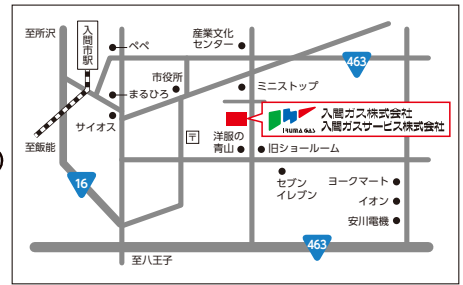 至所沢
入間市駅
ペペ
産業文化
センター
463
市役所
まるひろ
ミニストップ
サイオス
入間ガス株式会社
入間ガスサービス株式会社
IRUMA GAS
〒
洋服の
青山
旧ショールーム
至飯能
16
セブン
イレブン
ヨークマート
イオン
安川電機
463
至八王子